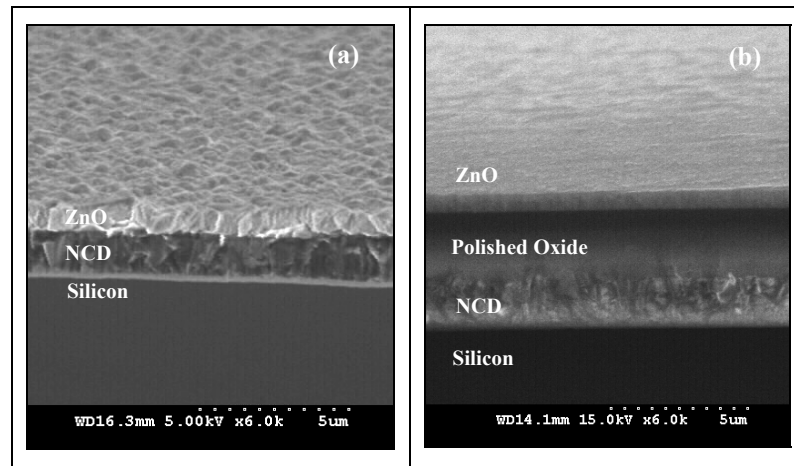 (a)
ZnO
NCD
Silicon
WD16.3mm 5.00kV x6.0k 5um
(b)
ZnO
Polished Oxide
NCD
Silicon
WD14.1mm 15.0kV x6.0k 5um